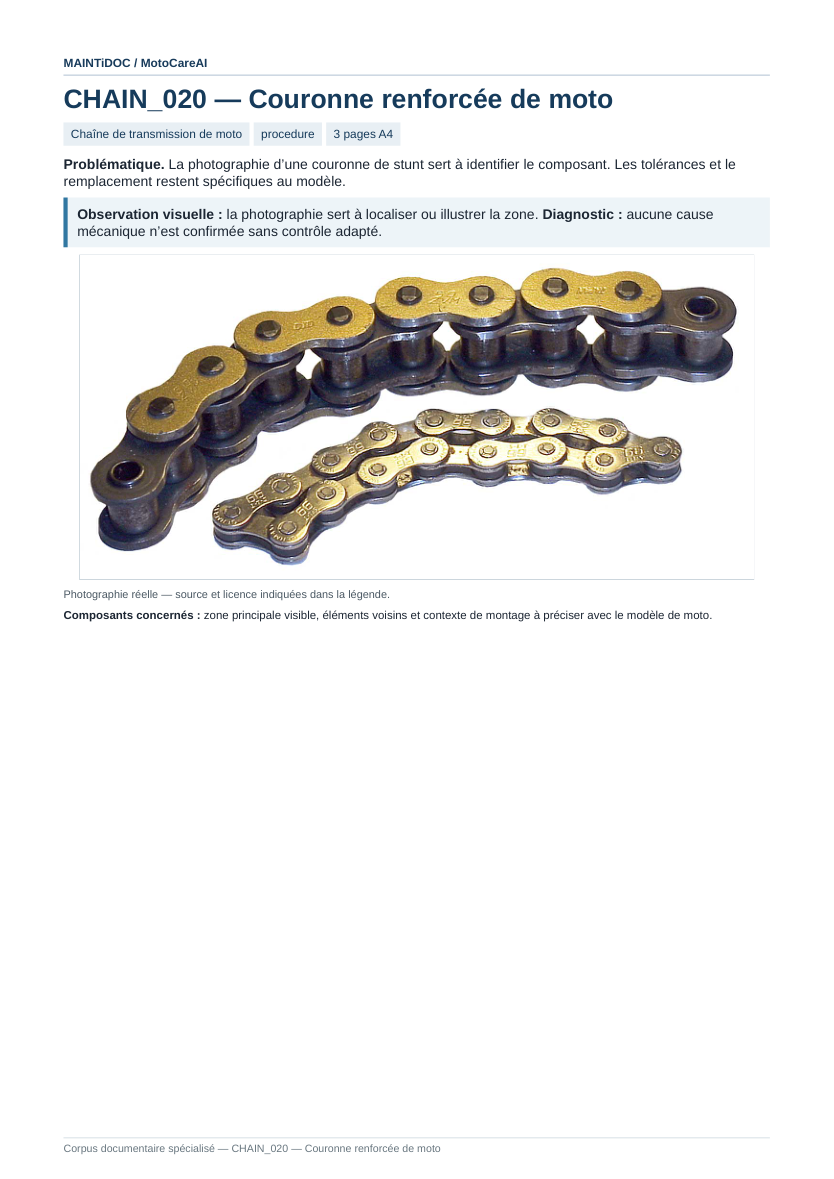 MAINTiDOC / MotoCareAI
CHAIN_020 — Couronne renforcée de moto
Chaîne de transmission de moto procedure 3 pages A4
Problématique. La photographie d’une couronne de stunt sert à identifier le composant. Les tolérances et le
remplacement restent spécifiques au modèle.
Observation visuelle : la photographie sert à localiser ou illustrer la zone. Diagnostic : aucune cause
mécanique n’est confirmée sans contrôle adapté.
Photographie réelle — source et licence indiquées dans la légende.
Composants concernés : zone principale visible, éléments voisins et contexte de montage à préciser avec le modèle de moto.
Corpus documentaire spécialisé — CHAIN_020 — Couronne renforcée de moto